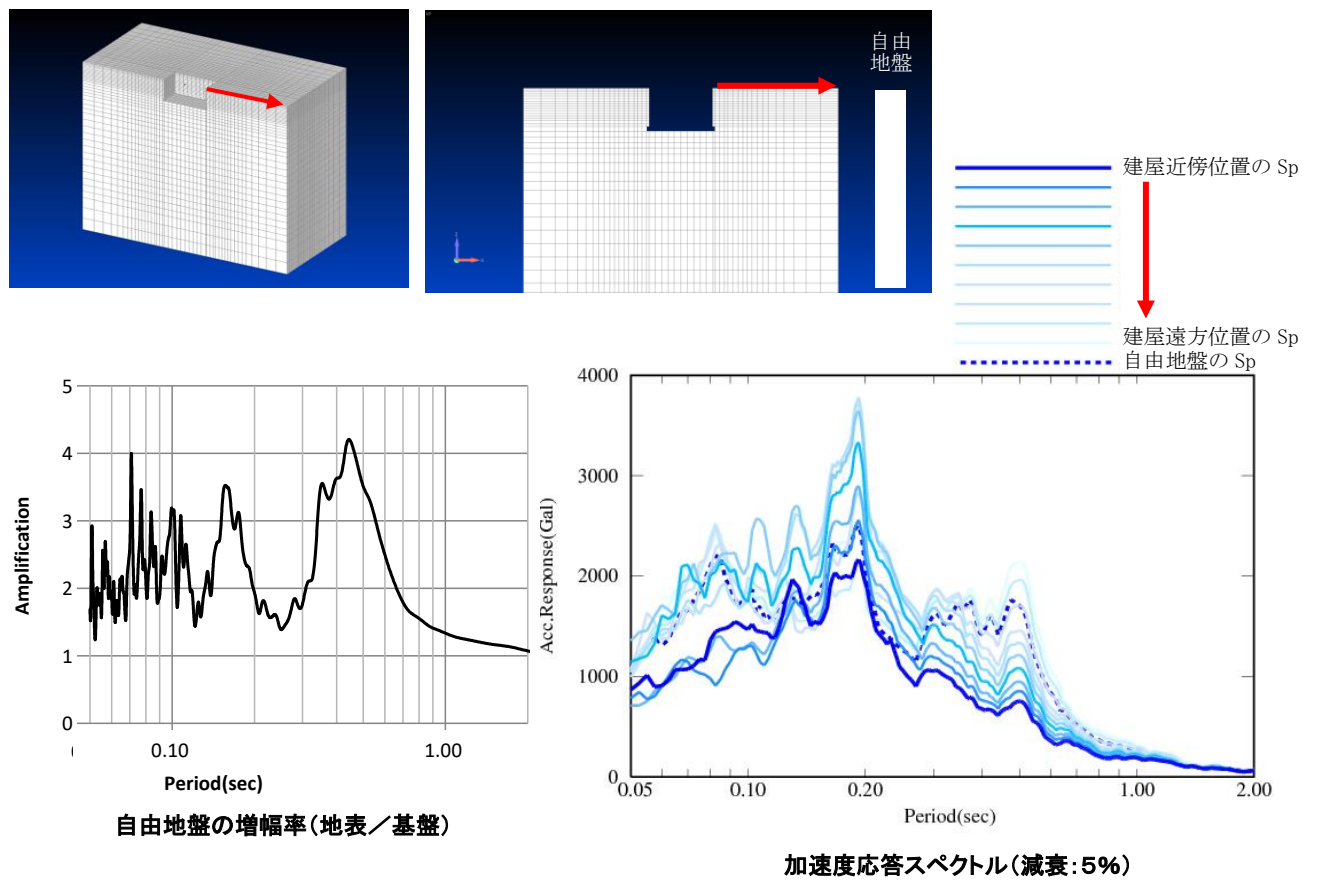 自由
地盤
建屋近傍位置の Sp
建屋遠方位置の Sp
自由地盤の Sp
5
4
3
2
1
0
Amplification
0.10
1.00
Period(sec)
自由地盤の増幅率(地表/基盤)
4000
3000
2000
1000
0
Acc.Response(Gal)
0.05
0.10
0.20
1.00
2.00
Period(sec)
加速度応答スペクトル(減衰:5%)